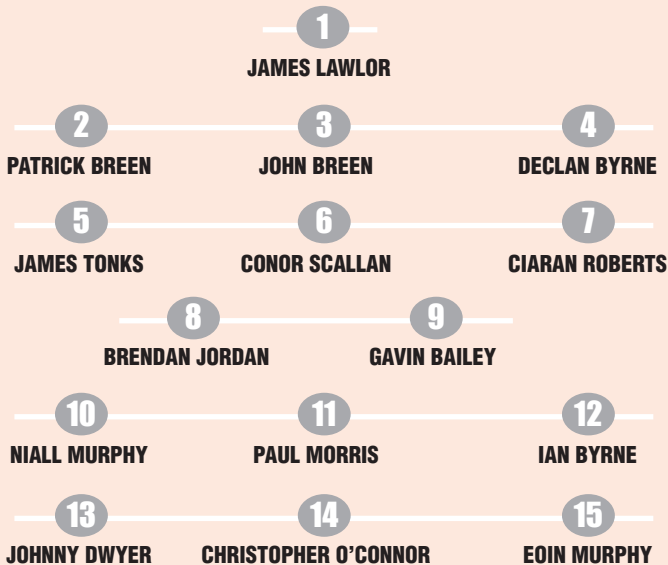 1
JAMES LAWLOR
2 3 4
PATRICK BREEN JOHN BREEN DECLAN BYRNE
5 6 7
JAMES TONKS CONOR SCALLAN CIARAN ROBERTS
8 9
BRENDAN JORDAN GAVIN BAILEY
10 11 12
NIALL MURPHY PAUL MORRIS IAN BYRNE
13 14 15
JOHNNY DWYER CHRISTOPHER O’CONNOR EOIN MURPHY